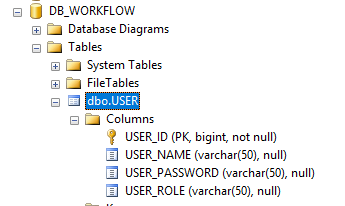 DB_WORKFLOW
Database Diagrams
Tables
System Tables
FileTables
dbo.USER
Columns
USER_ID (PK, bigint, not null)
USER_NAME (varchar(50), null)
USER_PASSWORD (varchar(50), null)
USER_ROLE (varchar(50), null)